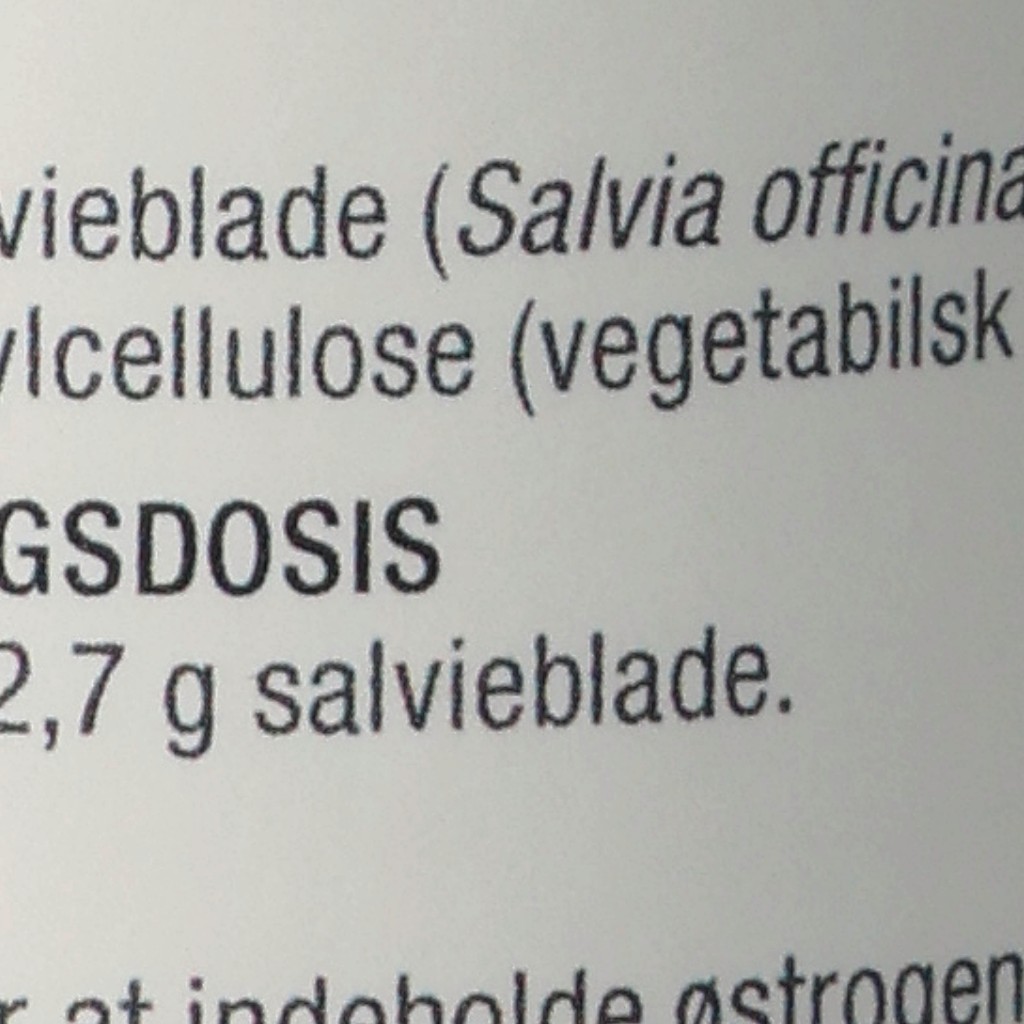 vieblade (Salvia officina
ylcellulose (vegetabilsk
GSDOSIS
2,7 g salvieblade.
r at indeholde østrogen